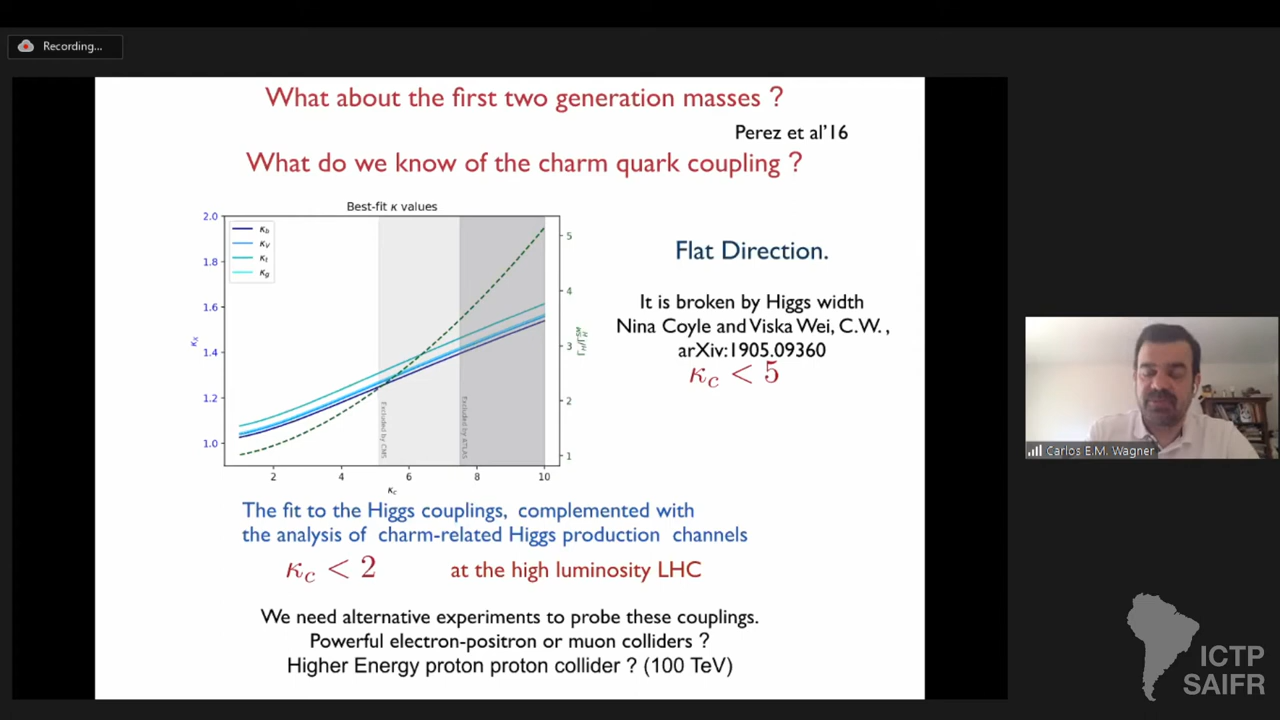 Recording...
What about the first two generation masses ?
Perez et al'16
What do we know of the charm quark coupling ?
Best-fit κ values
2.0
1.8
1.6
1.4
1.2
1.0
κb
κV
κt
κg
5
4
3
2
1
κx
ΓH/ΓH^SM
Excluded by CMS
Excluded by ATLAS
2
4
6
8
10
κc
Flat Direction.
It is broken by Higgs width
Nina Coyle and Viska Wei, C.W. ,
arXiv:1905.09360
κc < 5
The fit to the Higgs couplings, complemented with
the analysis of charm-related Higgs production channels
κc < 2 at the high luminosity LHC
We need alternative experiments to probe these couplings.
Powerful electron-positron or muon colliders ?
Higher Energy proton proton collider ? (100 TeV)
Carlos E.M. Wagner
ICTP
SAIFR